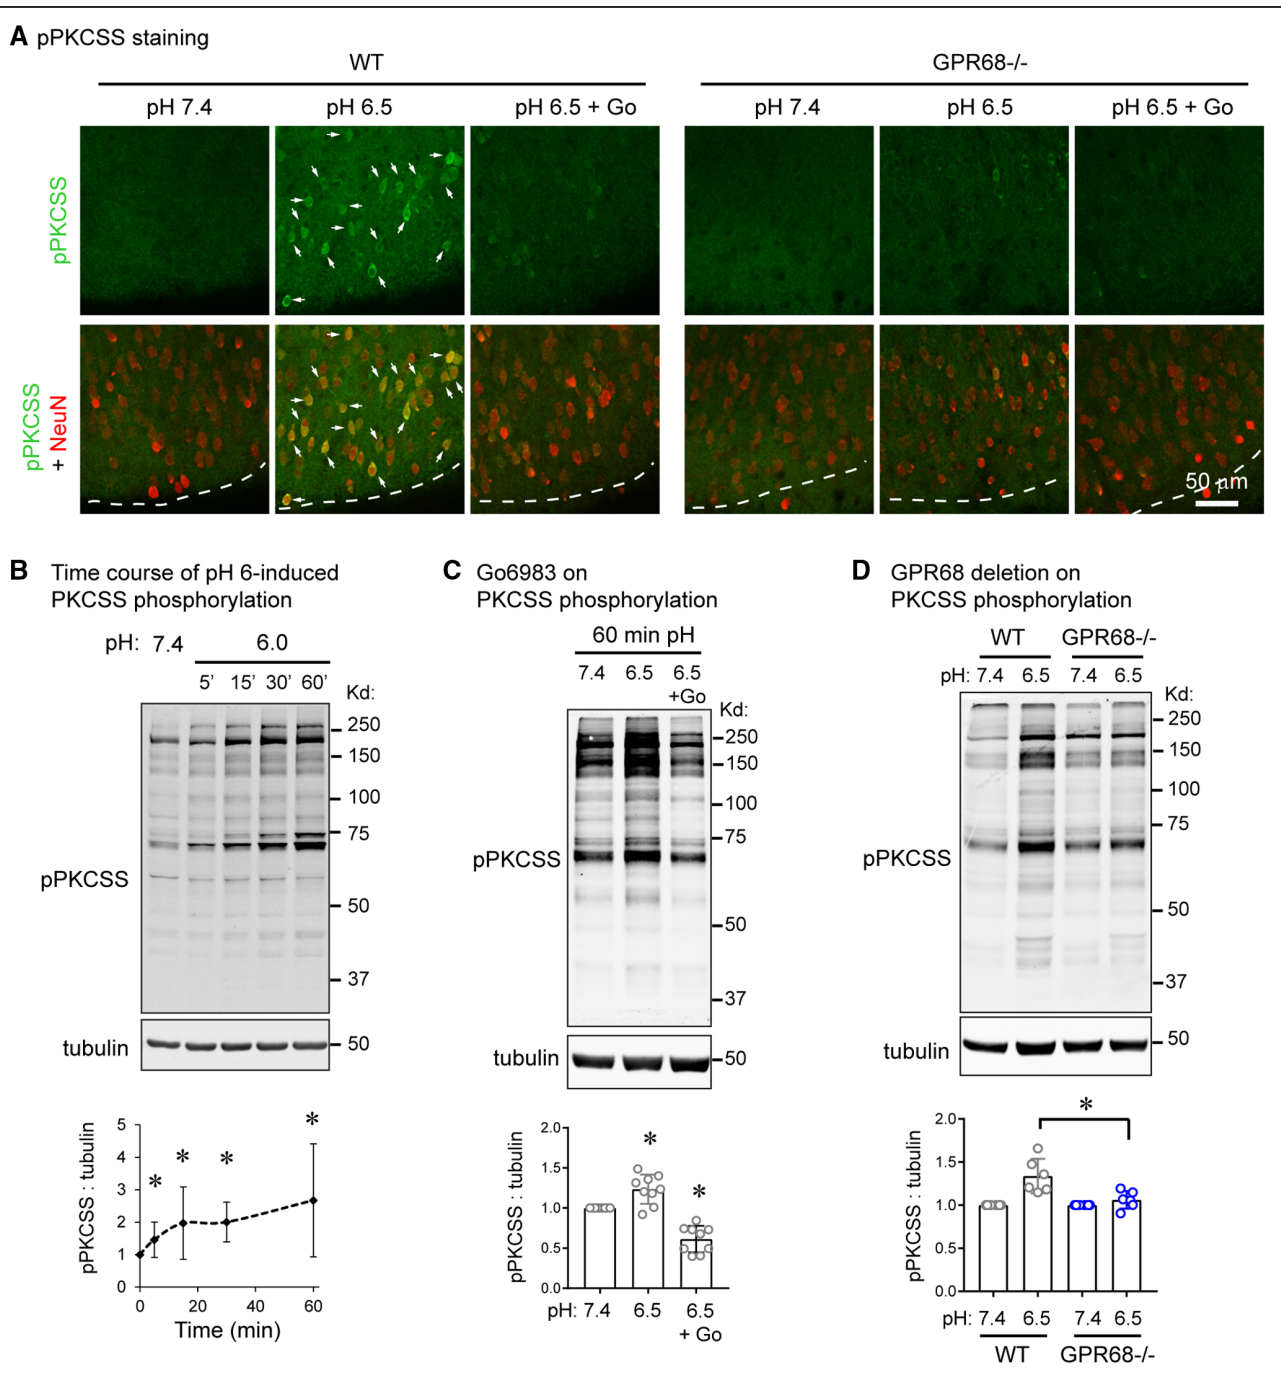 A pPKCSS staining
WT
GPR68-/-
pH 7.4
pH 6.5
pH 6.5 + Go
pH 7.4
pH 6.5
pH 6.5 + Go
pPKCSS
pPKCSS
+ NeuN
50 µm
B Time course of pH 6-induced
PKCSS phosphorylation
pH: 7.4 6.0
5' 15' 30' 60'
Kd:
250
150
100
75
pPKCSS
50
37
tubulin
50
pPKCSS : tubulin
5
4
3
2
1
0
* * * *
0 20 40 60
Time (min)
C Go6983 on
PKCSS phosphorylation
60 min pH
7.4 6.5 6.5
+Go
Kd:
250
150
100
75
pPKCSS
50
37
tubulin
50
pPKCSS : tubulin
2.0
1.5
1.0
0.5
0.0
* *
pH: 7.4 6.5 6.5
+ Go
D GPR68 deletion on
PKCSS phosphorylation
WT GPR68-/-
pH: 7.4 6.5 7.4 6.5
Kd:
250
150
100
75
pPKCSS
50
37
tubulin
50
pPKCSS : tubulin
2.0
1.5
1.0
0.5
0.0
*
pH: 7.4 6.5 7.4 6.5
WT GPR68-/-